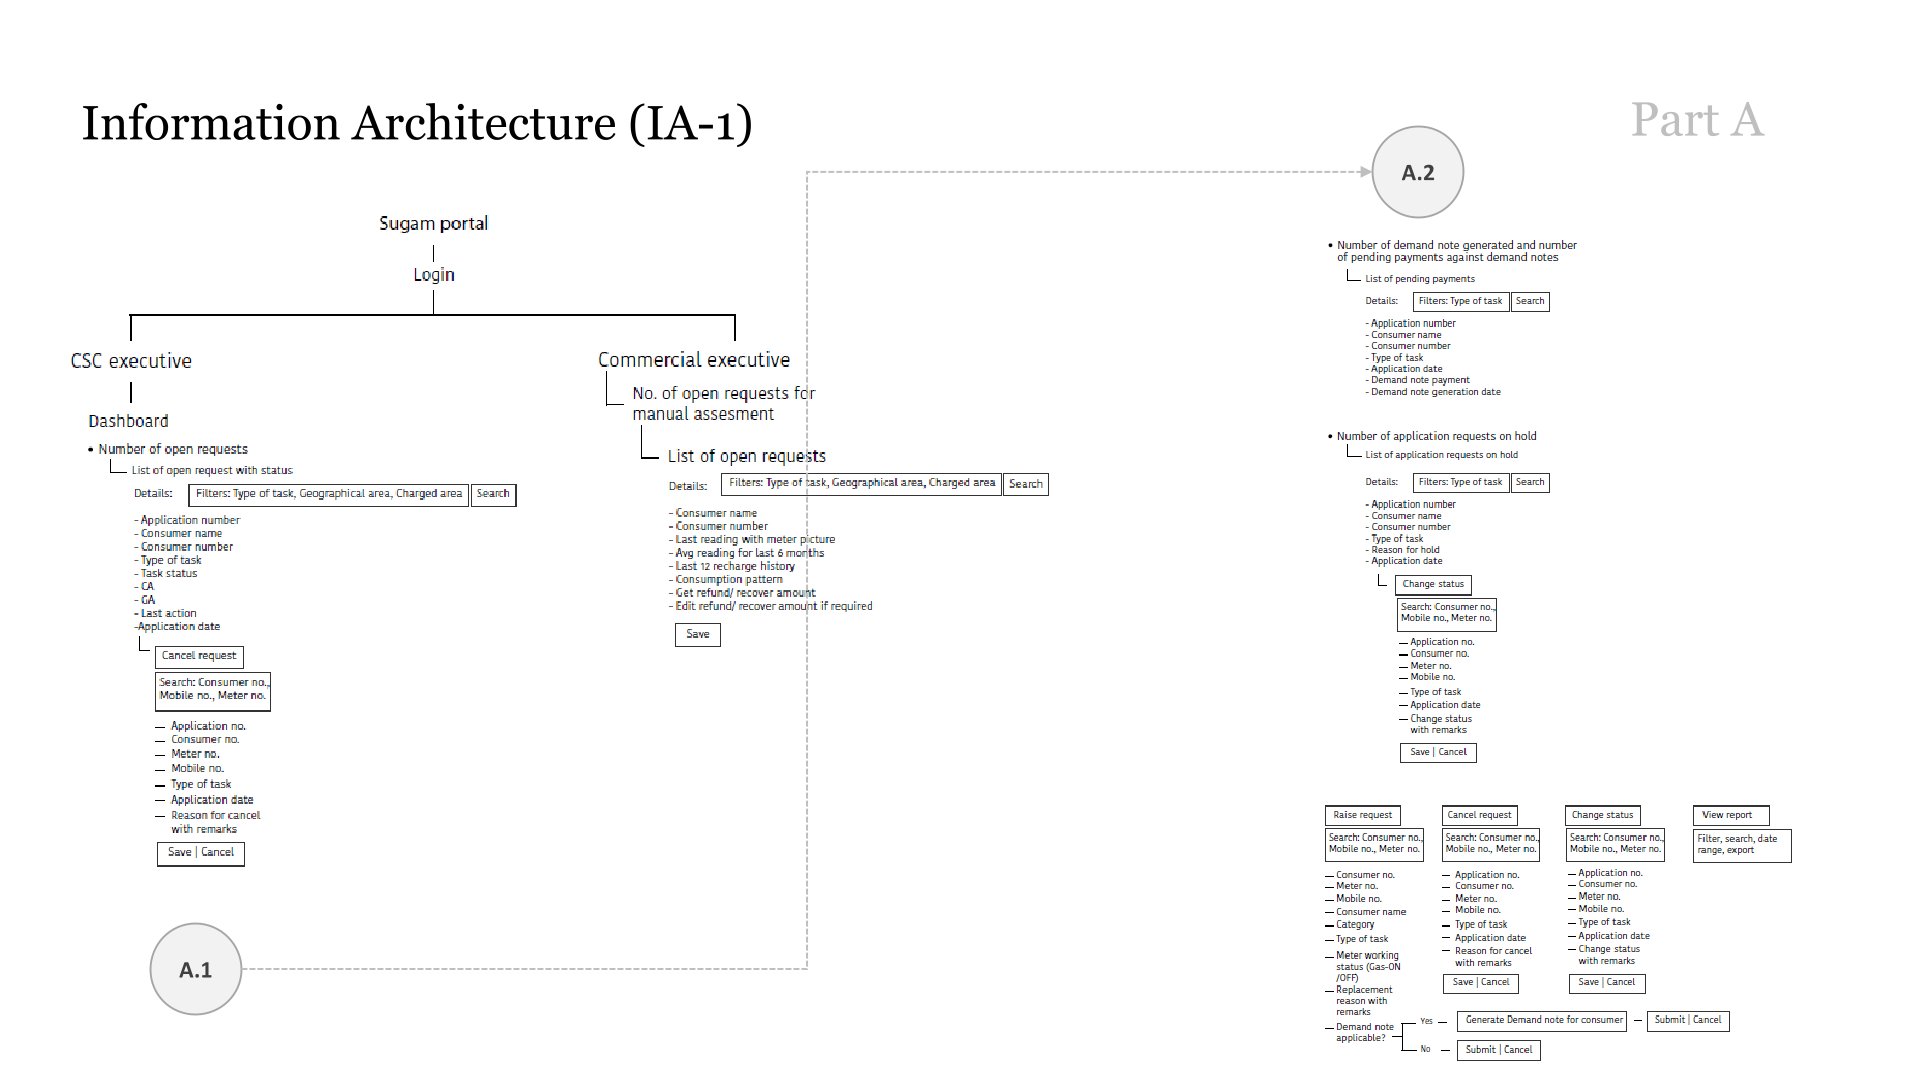 Information Architecture (IA-1)
Part A
Sugam portal
Login
CSC executive
Dashboard
• Number of open requests
List of open request with status
Details:
Filters: Type of task, Geographical area, Charged area
Search
- Application number
- Consumer name
- Consumer number
- Type of task
- Task status
- CA
- GA
- Last action
-Application date
Cancel request
Search: Consumer no.,
Mobile no., Meter no.
Application no.
Consumer no.
Meter no.
Mobile no.
Type of task
Application date
Reason for cancel
with remarks
Save | Cancel
A.1
Commercial executive
No. of open requests for
manual assesment
List of open requests
Details:
Filters: Type of task, Geographical area, Charged area
Search
- Consumer name
- Consumer number
- Last reading with meter picture
- Avg reading for last 6 months
- Last 12 recharge history
- Consumption pattern
- Get refund/ recover amount
- Edit refund/ recover amount if required
Save
A.2
• Number of demand note generated and number
of pending payments against demand notes
List of pending payments
Details:
Filters: Type of task
Search
- Application number
- Consumer name
- Consumer number
- Type of task
- Application date
- Demand note payment
- Demand note generation date
• Number of application requests on hold
List of application requests on hold
Details:
Filters: Type of task
Search
- Application number
- Consumer name
- Consumer number
- Type of task
- Reason for hold
- Application date
Change status
Search: Consumer no.,
Mobile no., Meter no.
Application no.
Consumer no.
Meter no.
Mobile no.
Type of task
Application date
Change status
with remarks
Save | Cancel
Raise request
Search: Consumer no.,
Mobile no., Meter no.
Consumer no.
Meter no.
Mobile no.
Consumer name
Category
Type of task
Meter working
status (Gas-ON
/OFF)
Replacement
reason with
remarks
Demand note
applicable?
Yes
Generate Demand note for consumer
Submit | Cancel
No
Submit | Cancel
Cancel request
Search: Consumer no.,
Mobile no., Meter no.
Application no.
Consumer no.
Meter no.
Mobile no.
Type of task
Application date
Reason for cancel
with remarks
Save | Cancel
Change status
Search: Consumer no.,
Mobile no., Meter no.
Application no.
Consumer no.
Meter no.
Mobile no.
Type of task
Application date
Change status
with remarks
Save | Cancel
View report
Filter, search, date
range, export